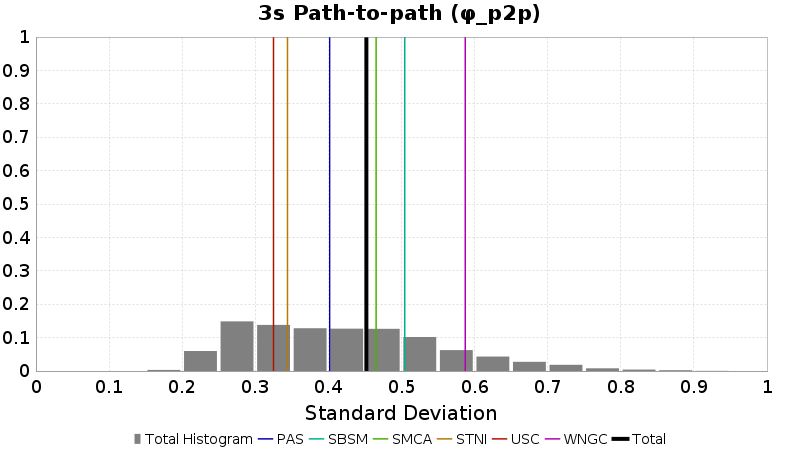 3s Path-to-path (φ_p2p)
1
0.9
0.8
0.7
0.6
0.5
0.4
0.3
0.2
0.1
0
0 0.1 0.2 0.3 0.4 0.5 0.6 0.7 0.8 0.9 1
Standard Deviation
Total Histogram PAS SBSM SMCA STNI USC WNGC Total